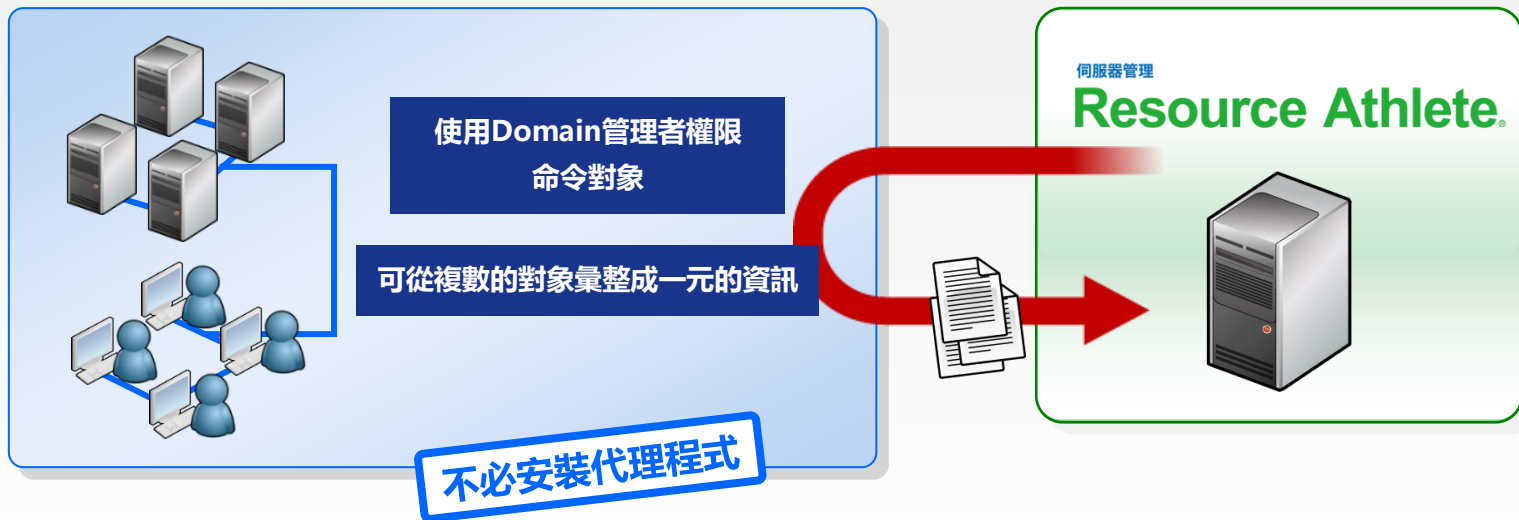 使用Domain管理者權限
命令對象
可從複數的對象彙整成一元的資訊
不必安裝代理程式
伺服器管理
Resource Athlete®